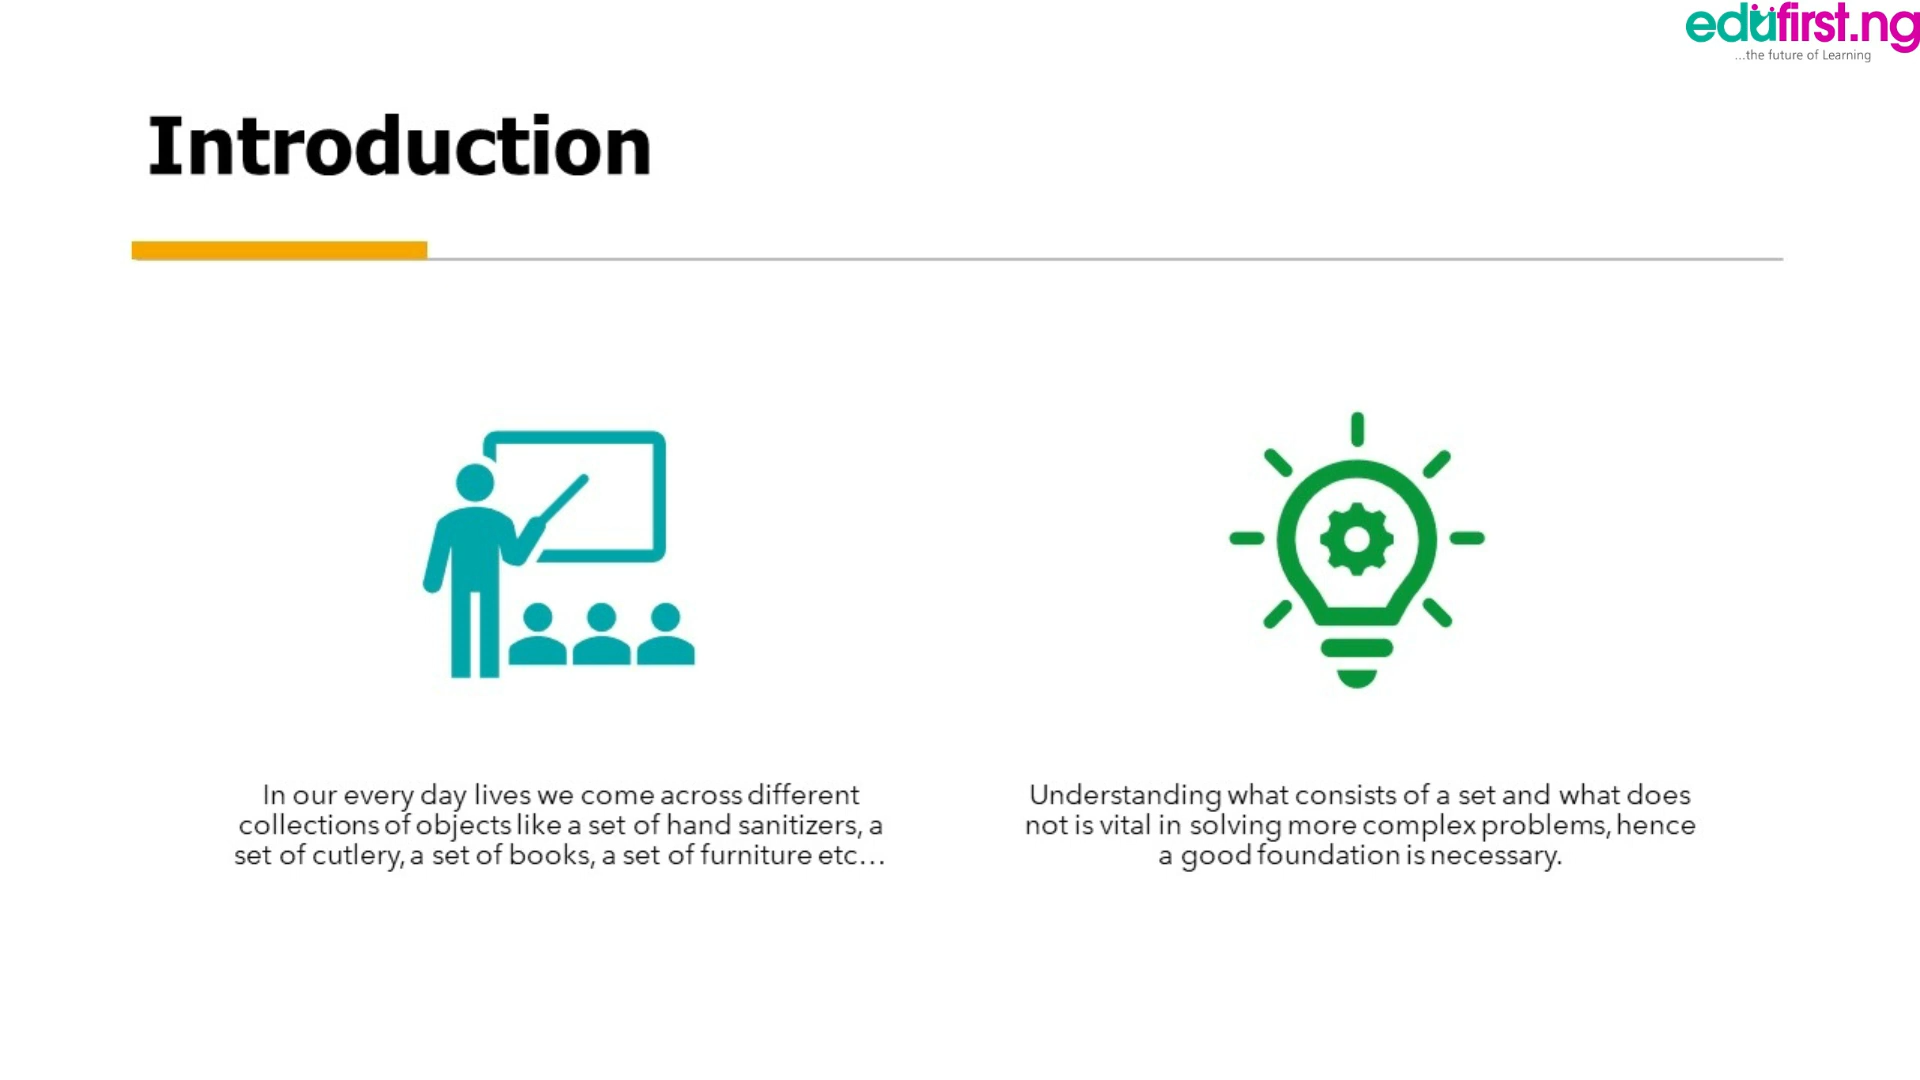 edufirst.ng
...the future of Learning
Introduction
In our every day lives we come across different
collections of objects like a set of hand sanitizers, a
set of cutlery, a set of books, a set of furniture etc...
Understanding what consists of a set and what does
not is vital in solving more complex problems, hence
a good foundation is necessary.